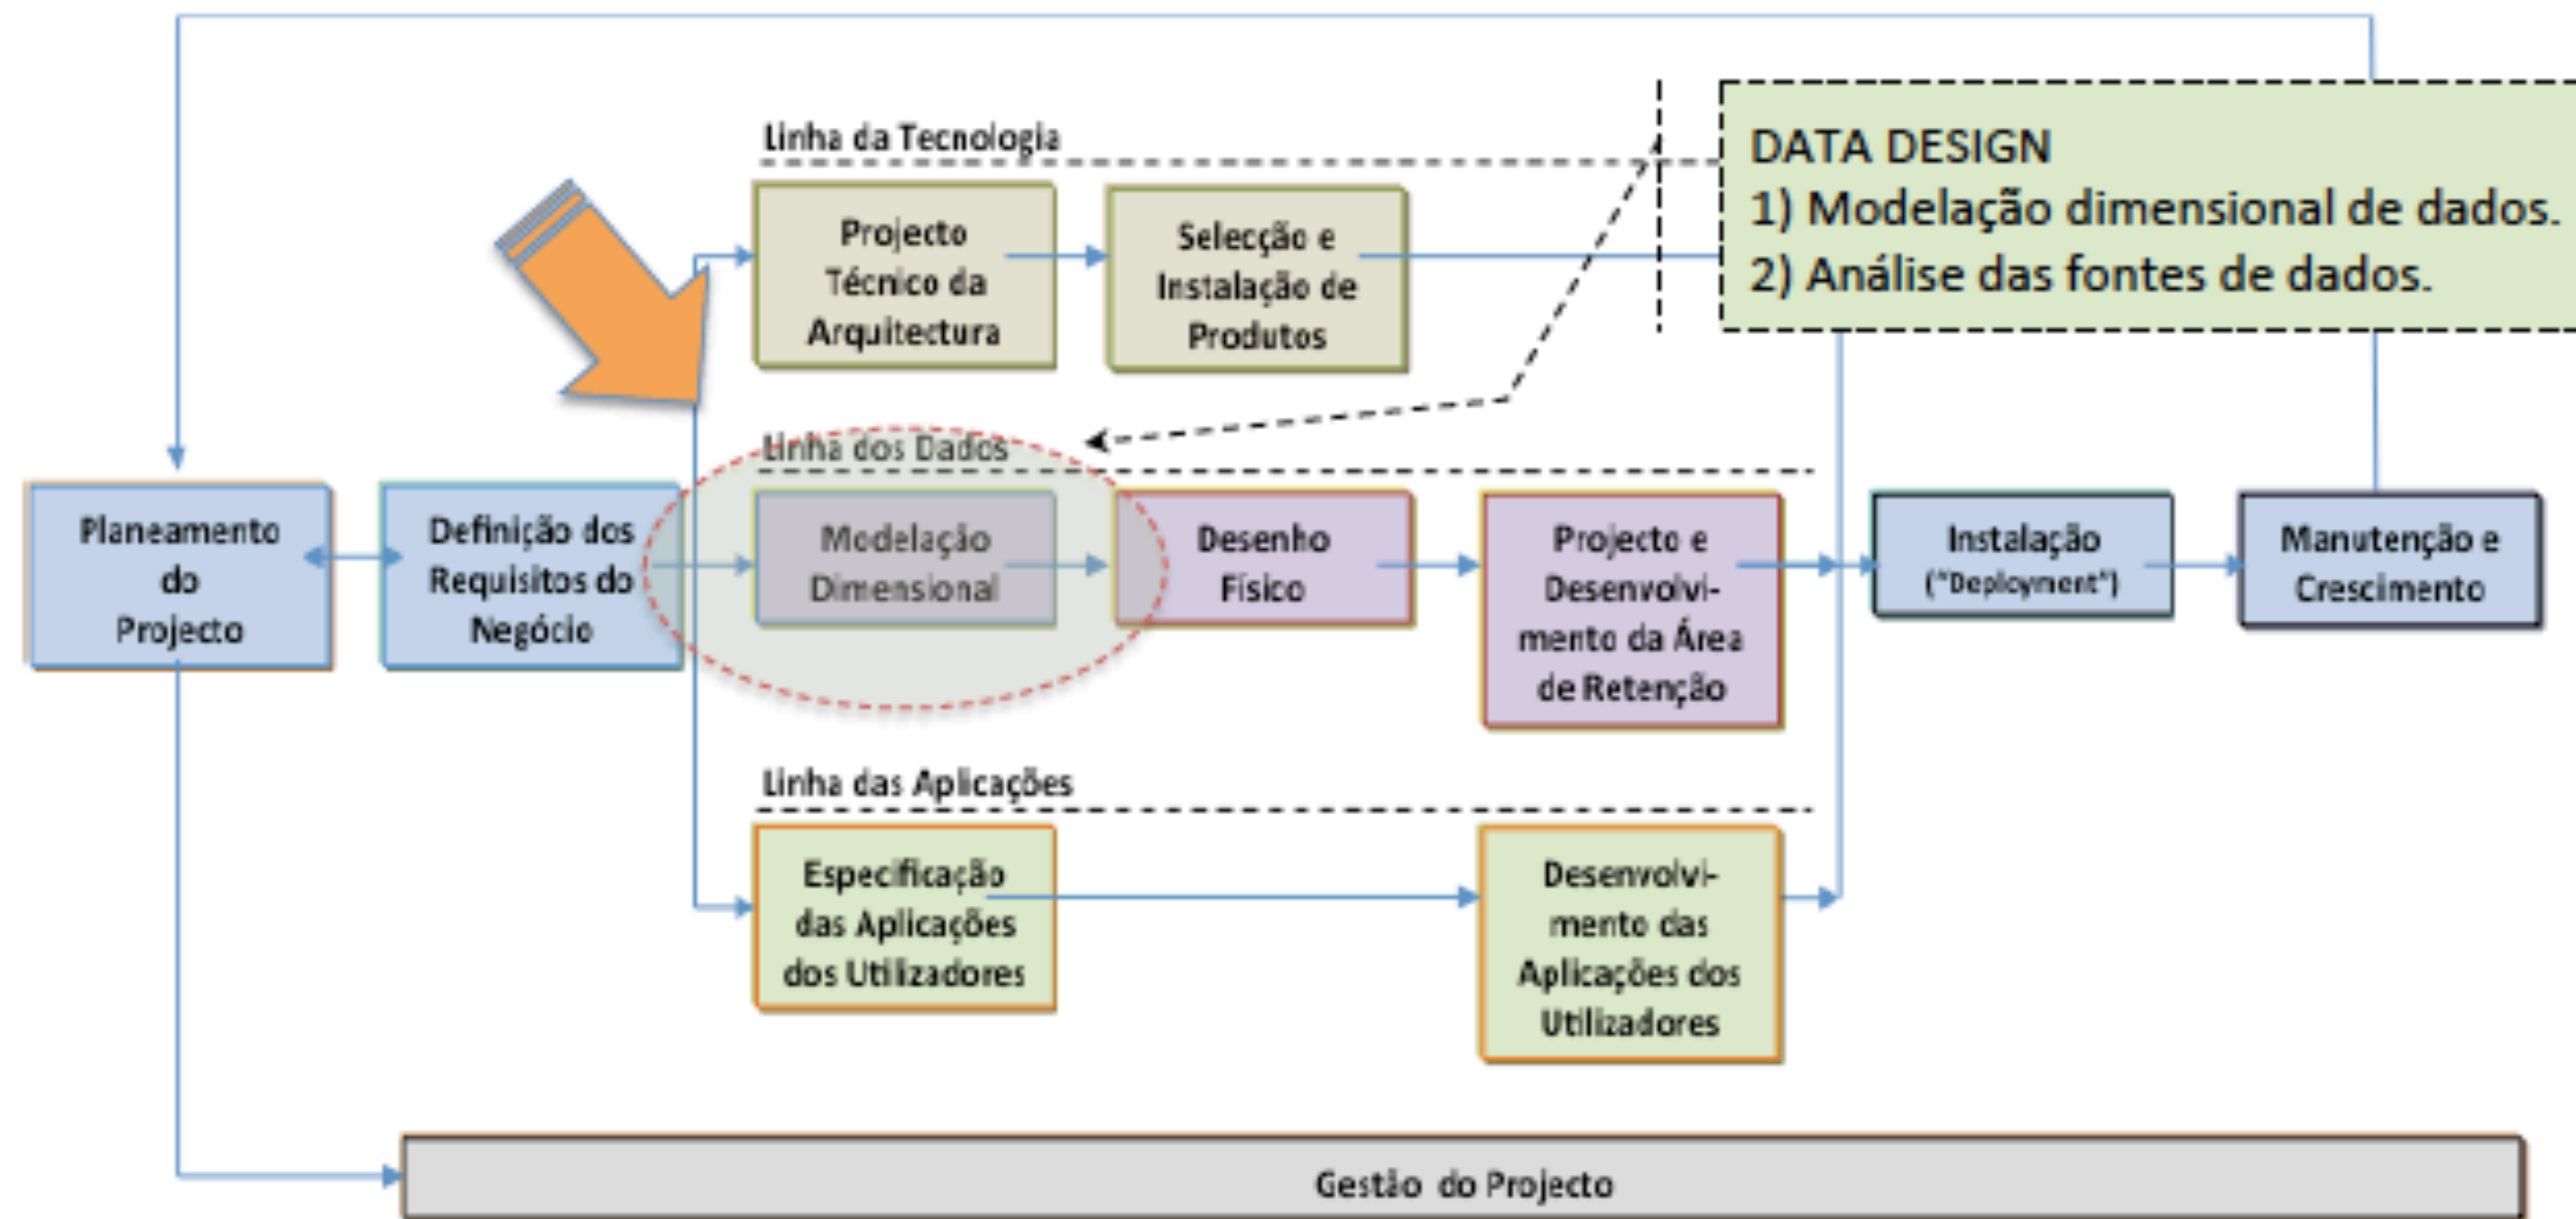 Linha da Tecnologia
DATA DESIGN
1) Modelação dimensional de dados.
2) Análise das fontes de dados.
Projecto
Técnico da
Arquitectura
Selecção e
Instalação de
Produtos
Linha dos Dados
Planeamento
do
Projecto
Definição dos
Requisitos do
Negócio
Modelação
Dimensional
Desenho
Físico
Projecto e
Desenvolvi-
mento da Área
de Retenção
Instalação
("Deployment")
Manutenção e
Crescimento
Linha das Aplicações
Especificação
das Aplicações
dos Utilizadores
Desenvolvi-
mento das
Aplicações dos
Utilizadores
Gestão do Projecto